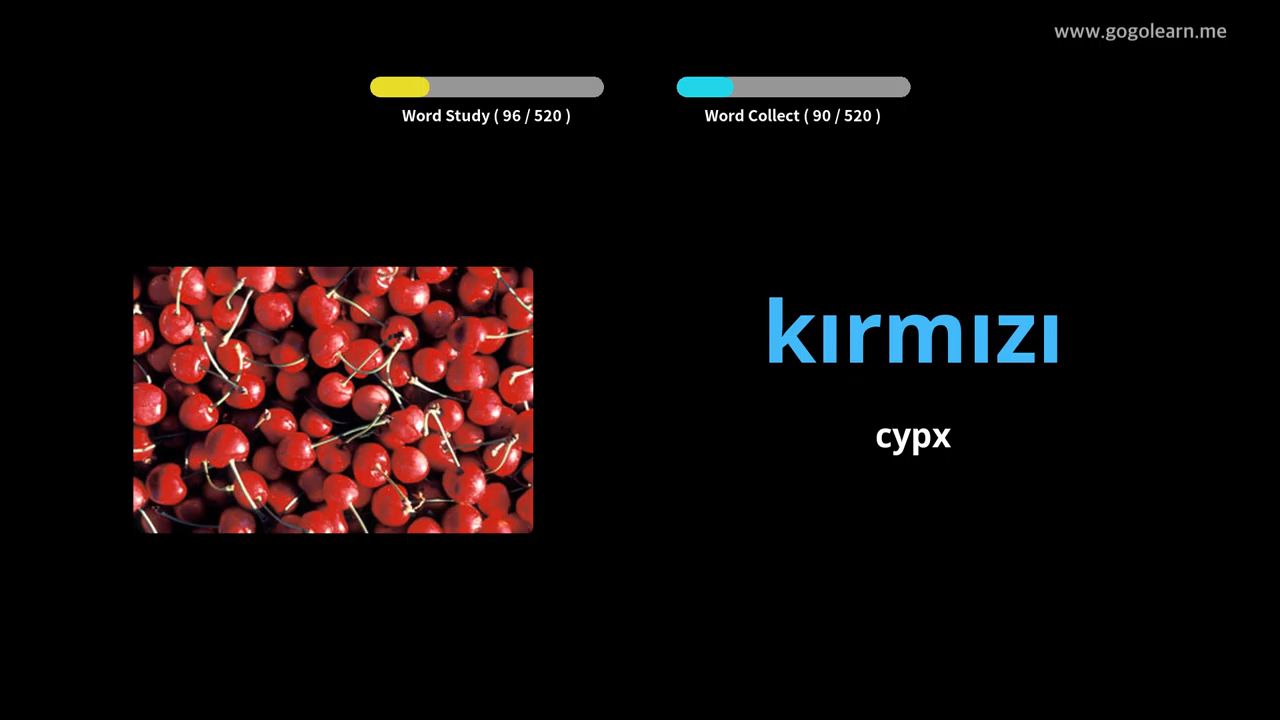 www.gogolearn.me
Word Study ( 96 / 520 )
Word Collect ( 90 / 520 )
kırmızı
сурх